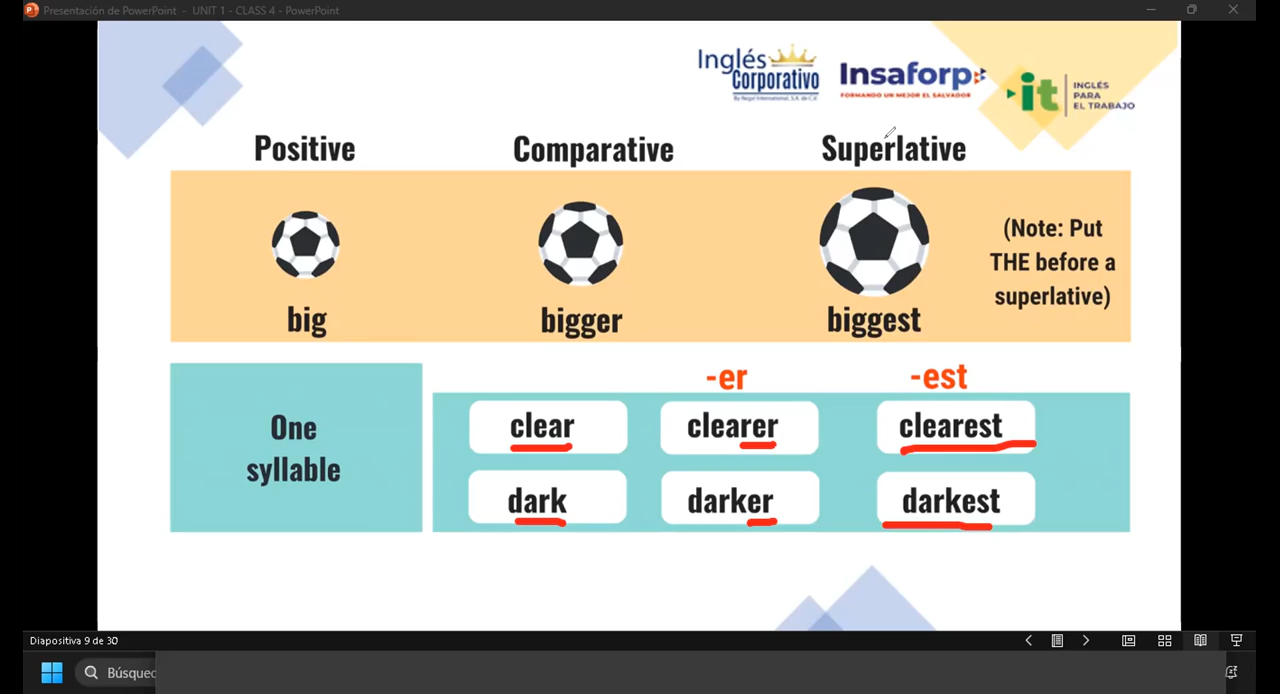 Presentación de PowerPoint - UNIT 1 - CLASS 4 - PowerPoint
Inglés
Corporativo
Insaforp
FORMANDO UN MEJOR EL SALVADOR
it
INGLÉS
PARA
EL TRABAJO
Positive Comparative Superlative
big bigger biggest
(Note: Put
THE before a
superlative)
-er -est
One
syllable
clear clearer clearest
dark darker darkest
Diapositiva 9 de 30
Búsqued